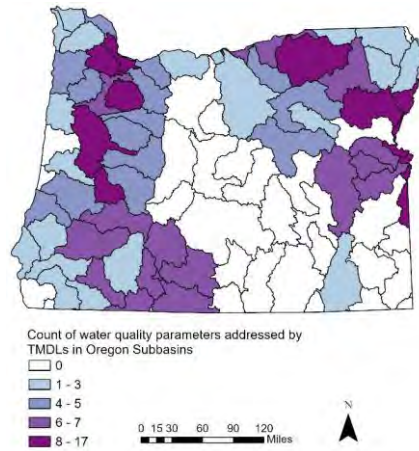 Count of water quality parameters addressed by
TMDLs in Oregon Subbasins
0
1 - 3
4 - 5
6 - 7
8 - 17
0 15 30 60 90 120
Miles
N